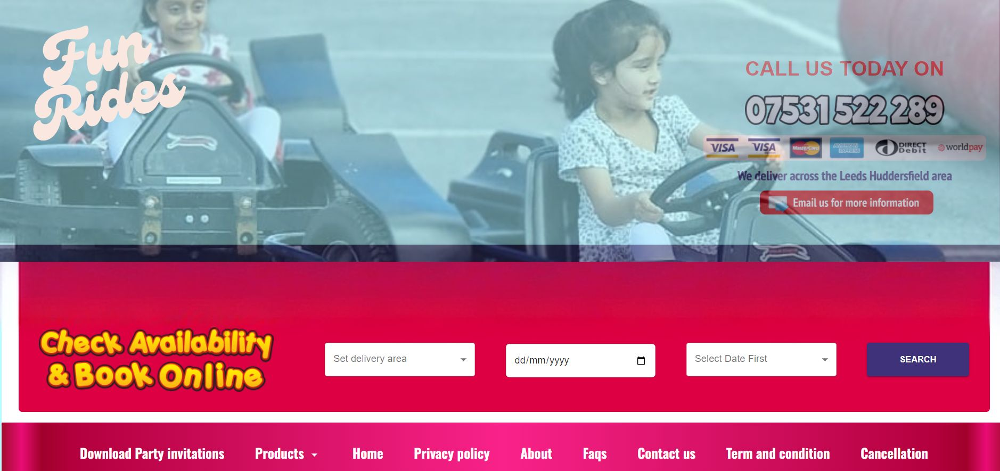 Fun
Rides
CALL US TODAY ON
07531 522 289
VISA VISA MasterCard AMERICAN EXPRESS DIRECT Debit worldpay
We deliver across the Leeds Huddersfield area
Email us for more information
Check Availability
& Book Online
Set delivery area
dd/mm/yyyy
Select Date First
SEARCH
Download Party invitations Products Home Privacy policy About Faqs Contact us Term and condition Cancellation